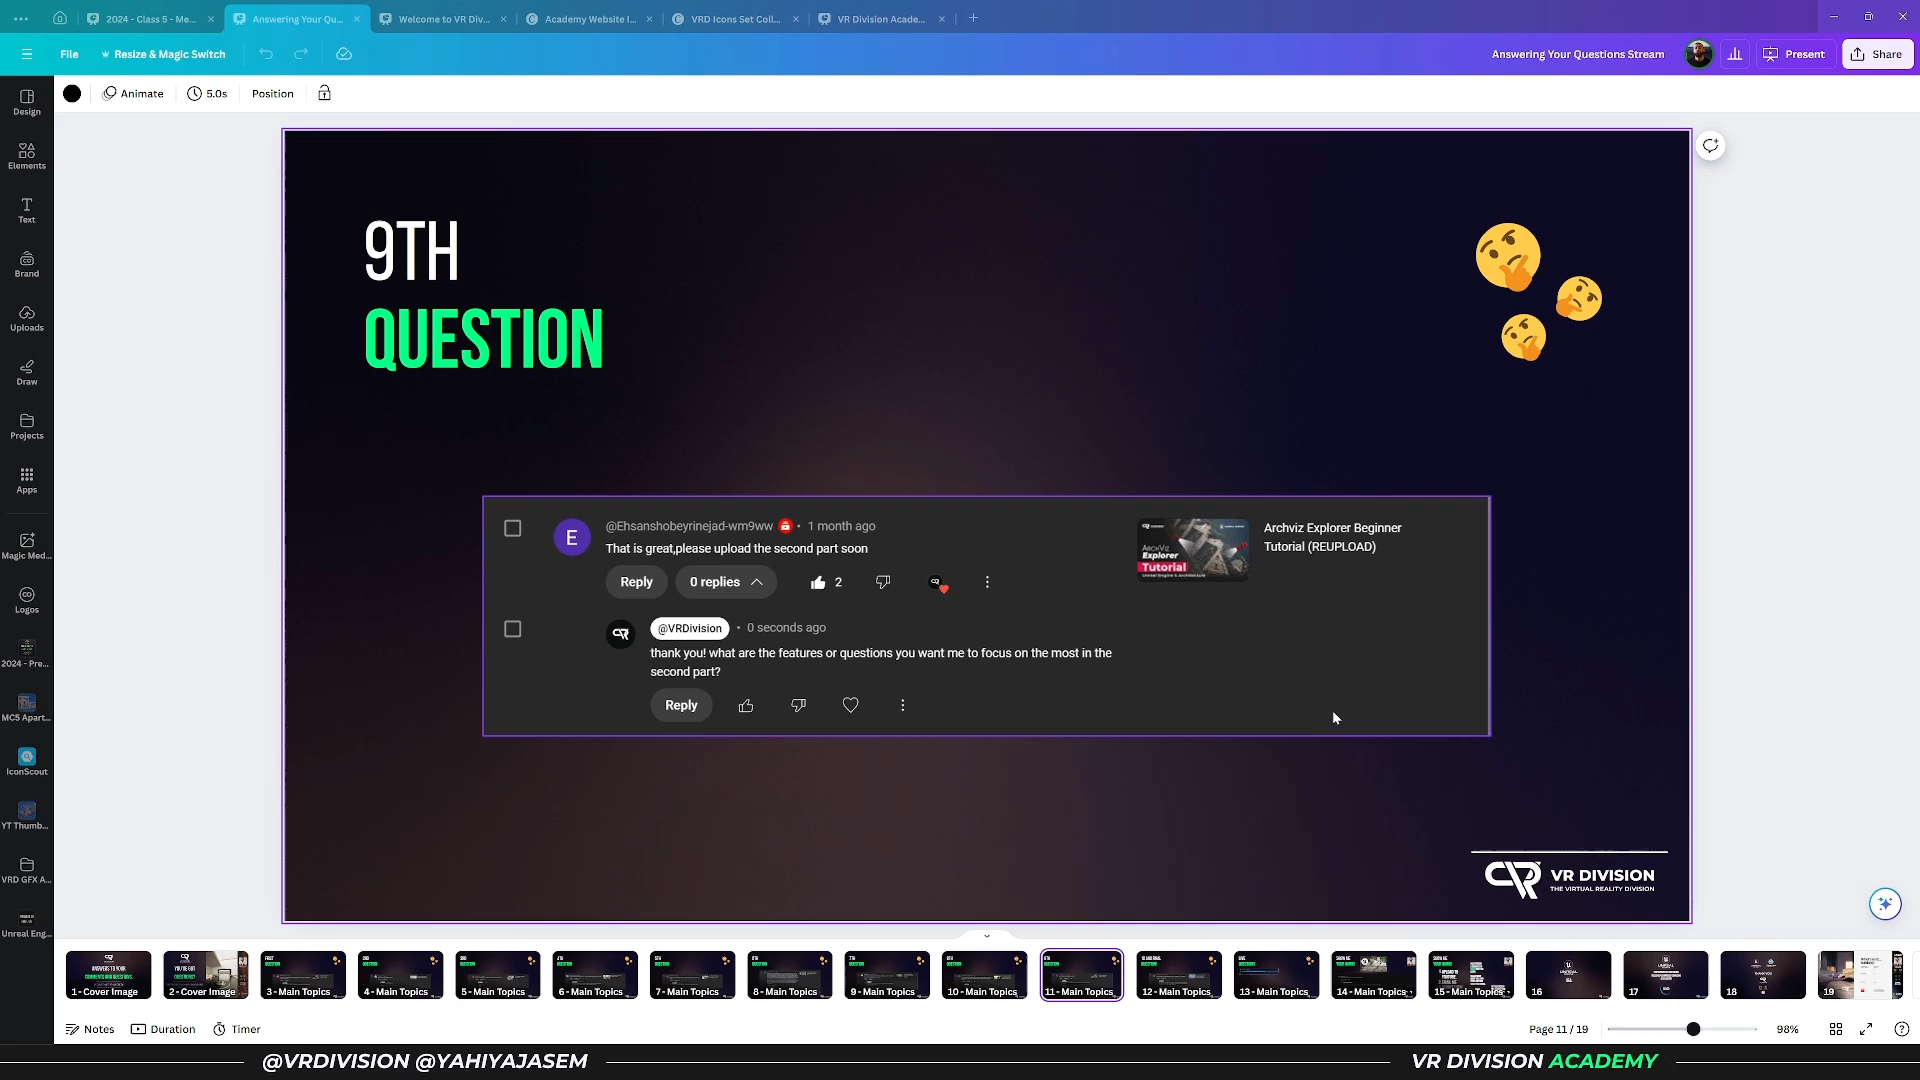 2024 - Class 5 - Me...
Answering Your Qu...
Welcome to VR Div...
Academy Website I...
VRD Icons Set Coll...
VR Division Acade...
File
Resize & Magic Switch
Answering Your Questions Stream
Present
Share
Animate
5.0s
Position
Design
Elements
Text
Brand
Uploads
Draw
Projects
Apps
Magic Med...
Logos
2024 - Pre...
MC5 Apart...
IconScout
YT Thumb...
VRD GFX A...
Unreal Eng...
9TH
QUESTION
E
@Ehsanshobeyrinejad-wm9ww • 1 month ago
That is great,please upload the second part soon
Reply
0 replies
2
ArchViz
Explorer
Tutorial
Archviz Explorer Beginner
Tutorial (REUPLOAD)
@VRDivision • 0 seconds ago
thank you! what are the features or questions you want me to focus on the most in the
second part?
Reply
VR DIVISION
THE VIRTUAL REALITY DIVISION
1 - Cover Image
2 - Cover Image
3 - Main Topics
4 - Main Topics
5 - Main Topics
6 - Main Topics
7 - Main Topics
8 - Main Topics
9 - Main Topics
10 - Main Topics
11 - Main Topics
12 - Main Topics
13 - Main Topics
14 - Main Topics
15 - Main Topics
16
17
18
19
Notes
Duration
Timer
Page 11 / 19
98%
@VRDIVISION @YAHIYAJASEM
VR DIVISION ACADEMY